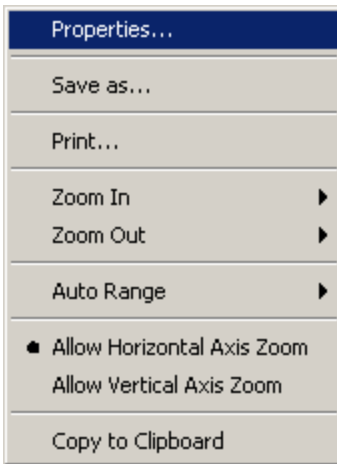 Properties...
Save as...
Print...
Zoom In
Zoom Out
Auto Range
Allow Horizontal Axis Zoom
Allow Vertical Axis Zoom
Copy to Clipboard